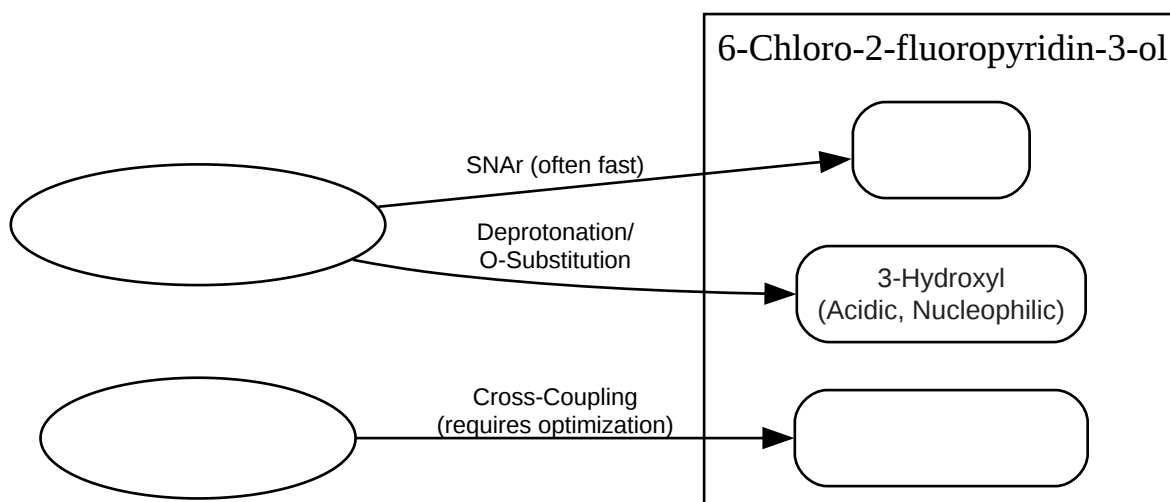 6-Chloro-2-fluoropyridin-3-ol
SNAr (often fast)
Deprotonation/
O-Substitution
3-Hydroxyl
(Acidic, Nucleophilic)
Cross-Coupling
(requires optimization)